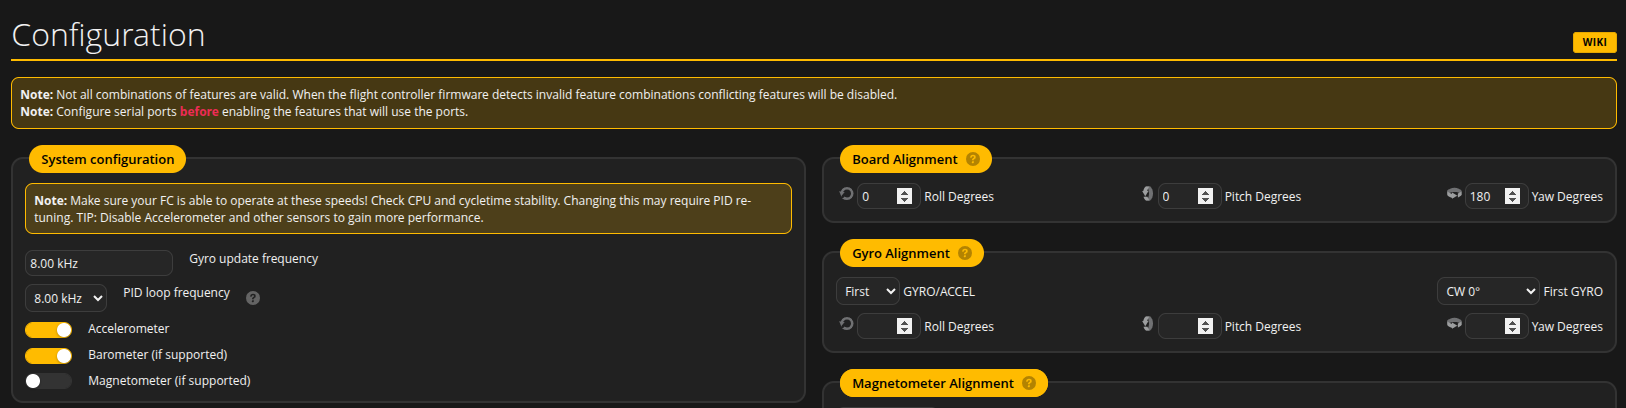 Configuration
WIKI
Note: Not all combinations of features are valid. When the flight controller firmware detects invalid feature combinations conflicting features will be disabled.
Note: Configure serial ports before enabling the features that will use the ports.
System configuration
Note: Make sure your FC is able to operate at these speeds! Check CPU and cycletime stability. Changing this may require PID re-
tuning. TIP: Disable Accelerometer and other sensors to gain more performance.
8.00 kHz Gyro update frequency
8.00 kHz PID loop frequency ?
Accelerometer
Barometer (if supported)
Magnetometer (if supported)
Board Alignment ?
0 Roll Degrees 0 Pitch Degrees 180 Yaw Degrees
Gyro Alignment ?
First GYRO/ACCEL CW 0° First GYRO
Roll Degrees Pitch Degrees Yaw Degrees
Magnetometer Alignment ?